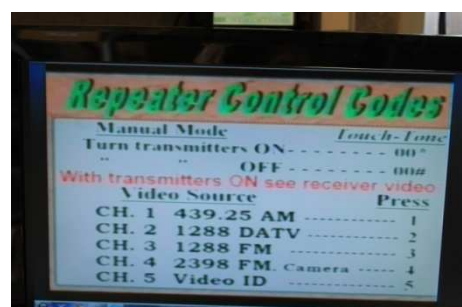 Repeater Control Codes
Manual Mode Touch-Tone
Turn transmitters ON- - - - - - - - - 00*
" " OFF - - - - - - - - 00#
With transmitters ON see receiver video
Video Source Press
CH. 1 439.25 AM ------------ 1
CH. 2 1288 DATV ------------ 2
CH. 3 1288 FM -------------- 3
CH. 4 2398 FM. Camera ----- 4
CH. 5 Video ID ------------- 5